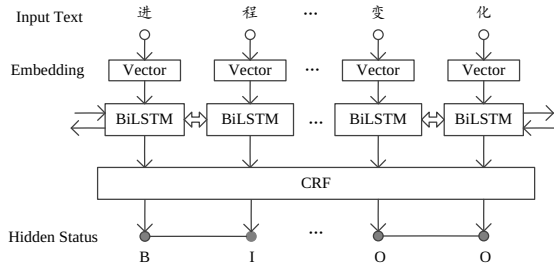 Input Text 进 程 ... 变 化
Embedding Vector Vector ... Vector Vector
BiLSTM BiLSTM ... BiLSTM BiLSTM
CRF
Hidden Status ...
B I O O